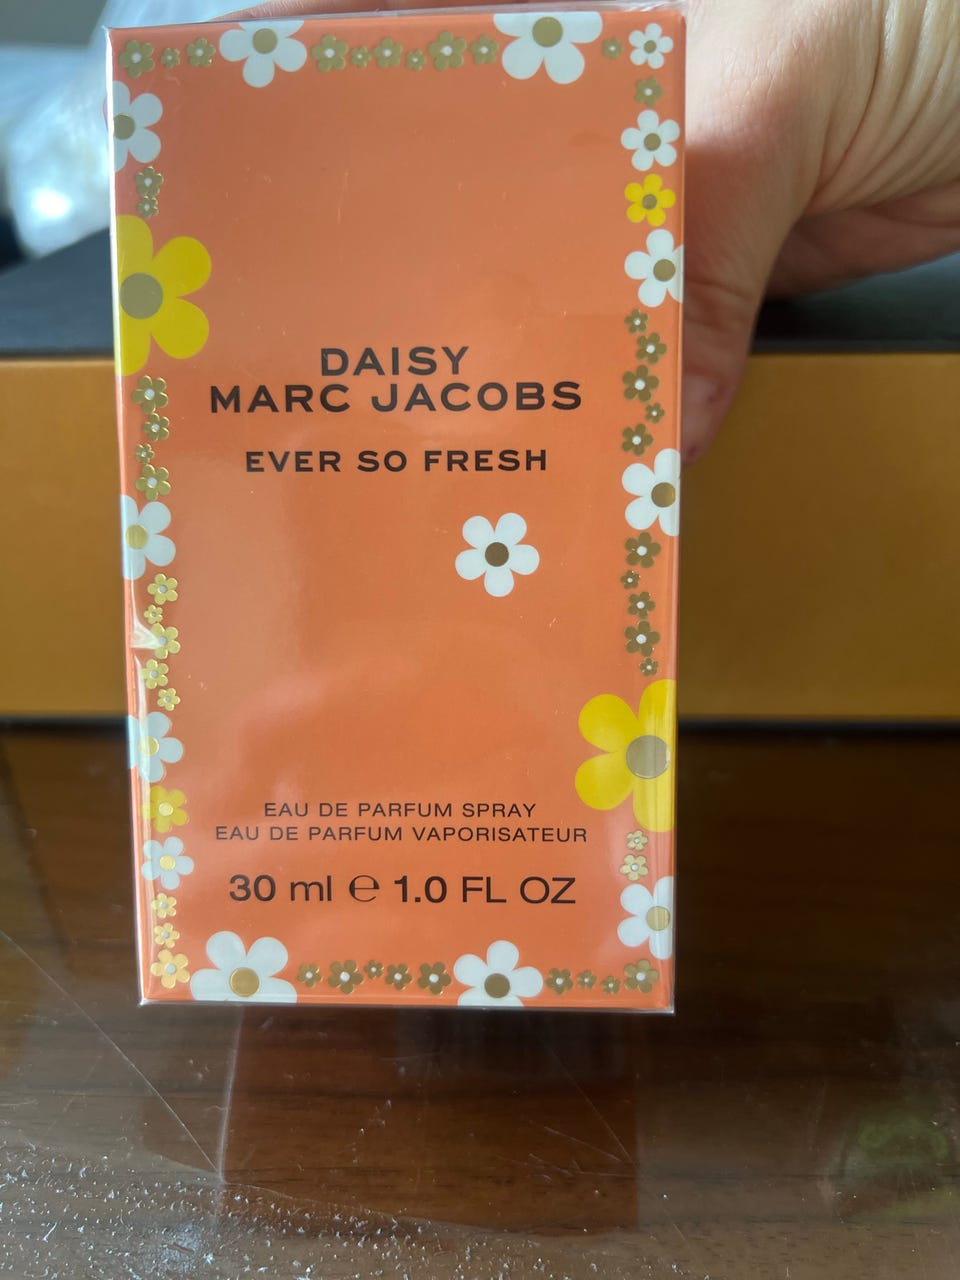 DAISY
MARC JACOBS
EVER SO FRESH
EAU DE PARFUM SPRAY
EAU DE PARFUM VAPORISATEUR
30 ml ℮ 1.0 FL OZ